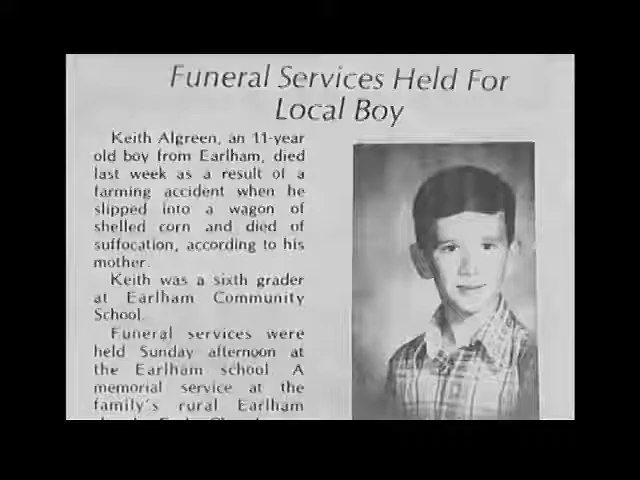 Funeral Services Held For
Local Boy
Keith Algreen, an 11-year
old boy from Earlham, died
last week as a result of a
farming accident when he
slipped into a wagon of
shelled corn and died of
suffocation, according to his
mother.
Keith was a sixth grader
at Earlham Community
School.
Funeral services were
held Sunday afternoon at
the Earlham school. A
memorial service at the
family's rural Earlham